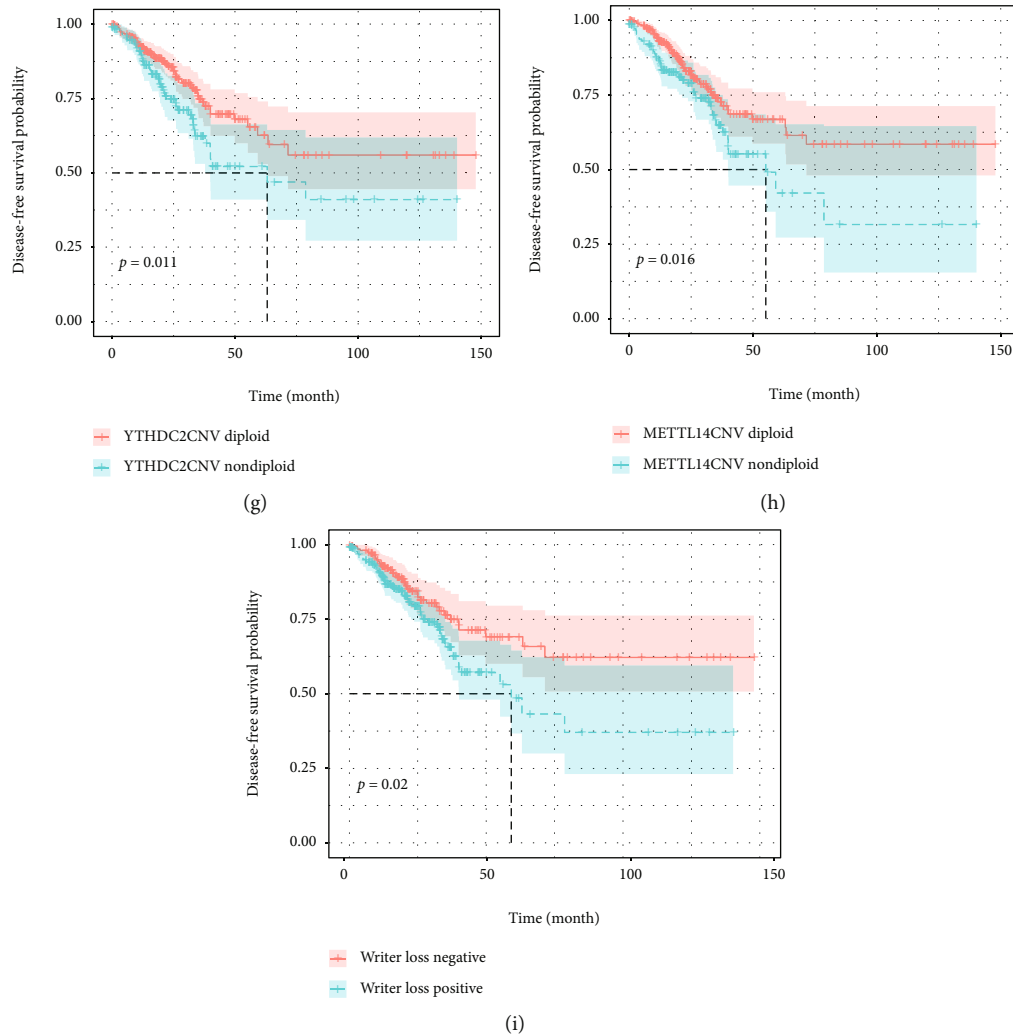 1.00
0.75
0.50
0.25
0.00
Disease-free survival probability
p = 0.011
0
50
100
150
Time (month)
YTHDC2CNV diploid
YTHDC2CNV nondiploid
(g)
1.00
0.75
0.50
0.25
0.00
Disease-free survival probability
p = 0.016
0
50
100
150
Time (month)
METTL14CNV diploid
METTL14CNV nondiploid
(h)
1.00
0.75
0.50
0.25
0.00
Disease-free survival probability
p = 0.02
0
50
100
150
Time (month)
Writer loss negative
Writer loss positive
(i)